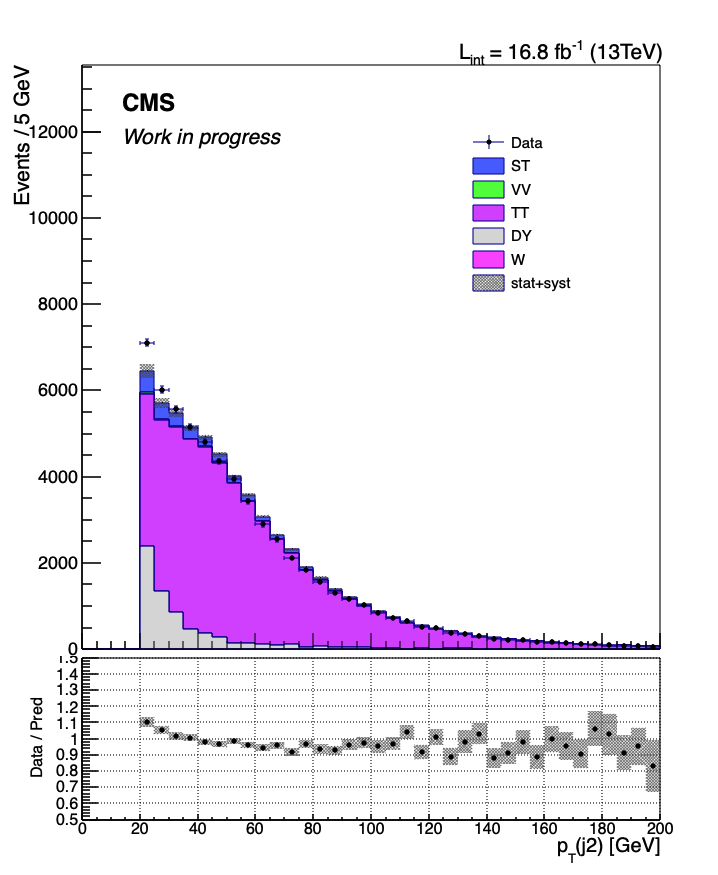 L_int = 16.8 fb^-1 (13TeV)
Events / 5 GeV
CMS
Work in progress
12000
10000
8000
6000
4000
2000
0
Data
ST
VV
TT
DY
W
stat+syst
Data / Pred
1.5
1.4
1.3
1.2
1.1
1
0.9
0.8
0.7
0.6
0.5
0 20 40 60 80 100 120 140 160 180 200
p_T(j2) [GeV]